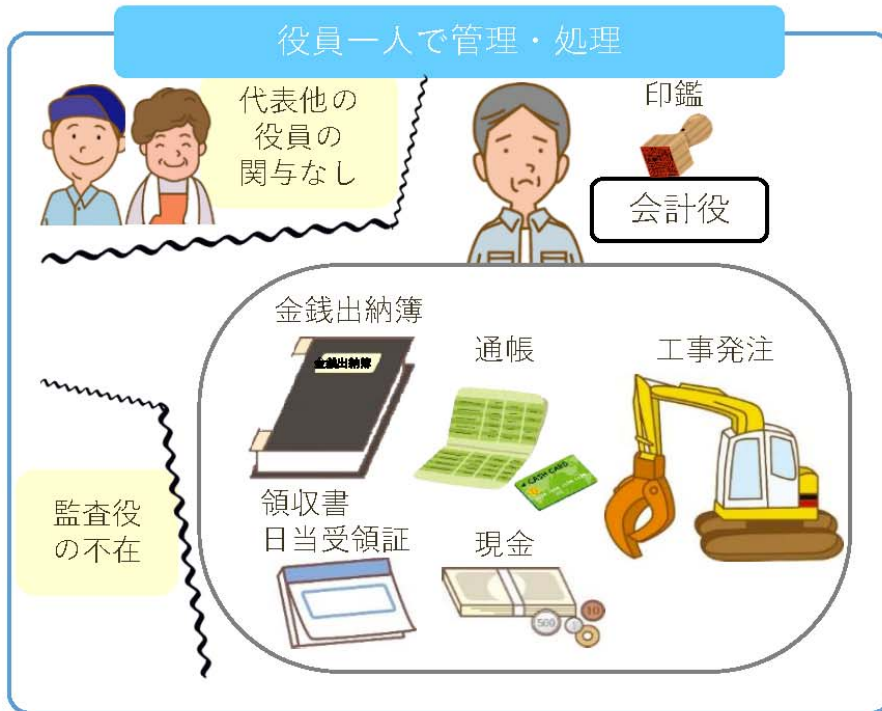 役員一人で管理・処理
代表他の
役員の
関与なし
印鑑
会計役
金銭出納簿
金銭出納簿
通帳
CASH CARD
工事発注
監査役
の不在
領収書
日当受領証
現金
500
1
10